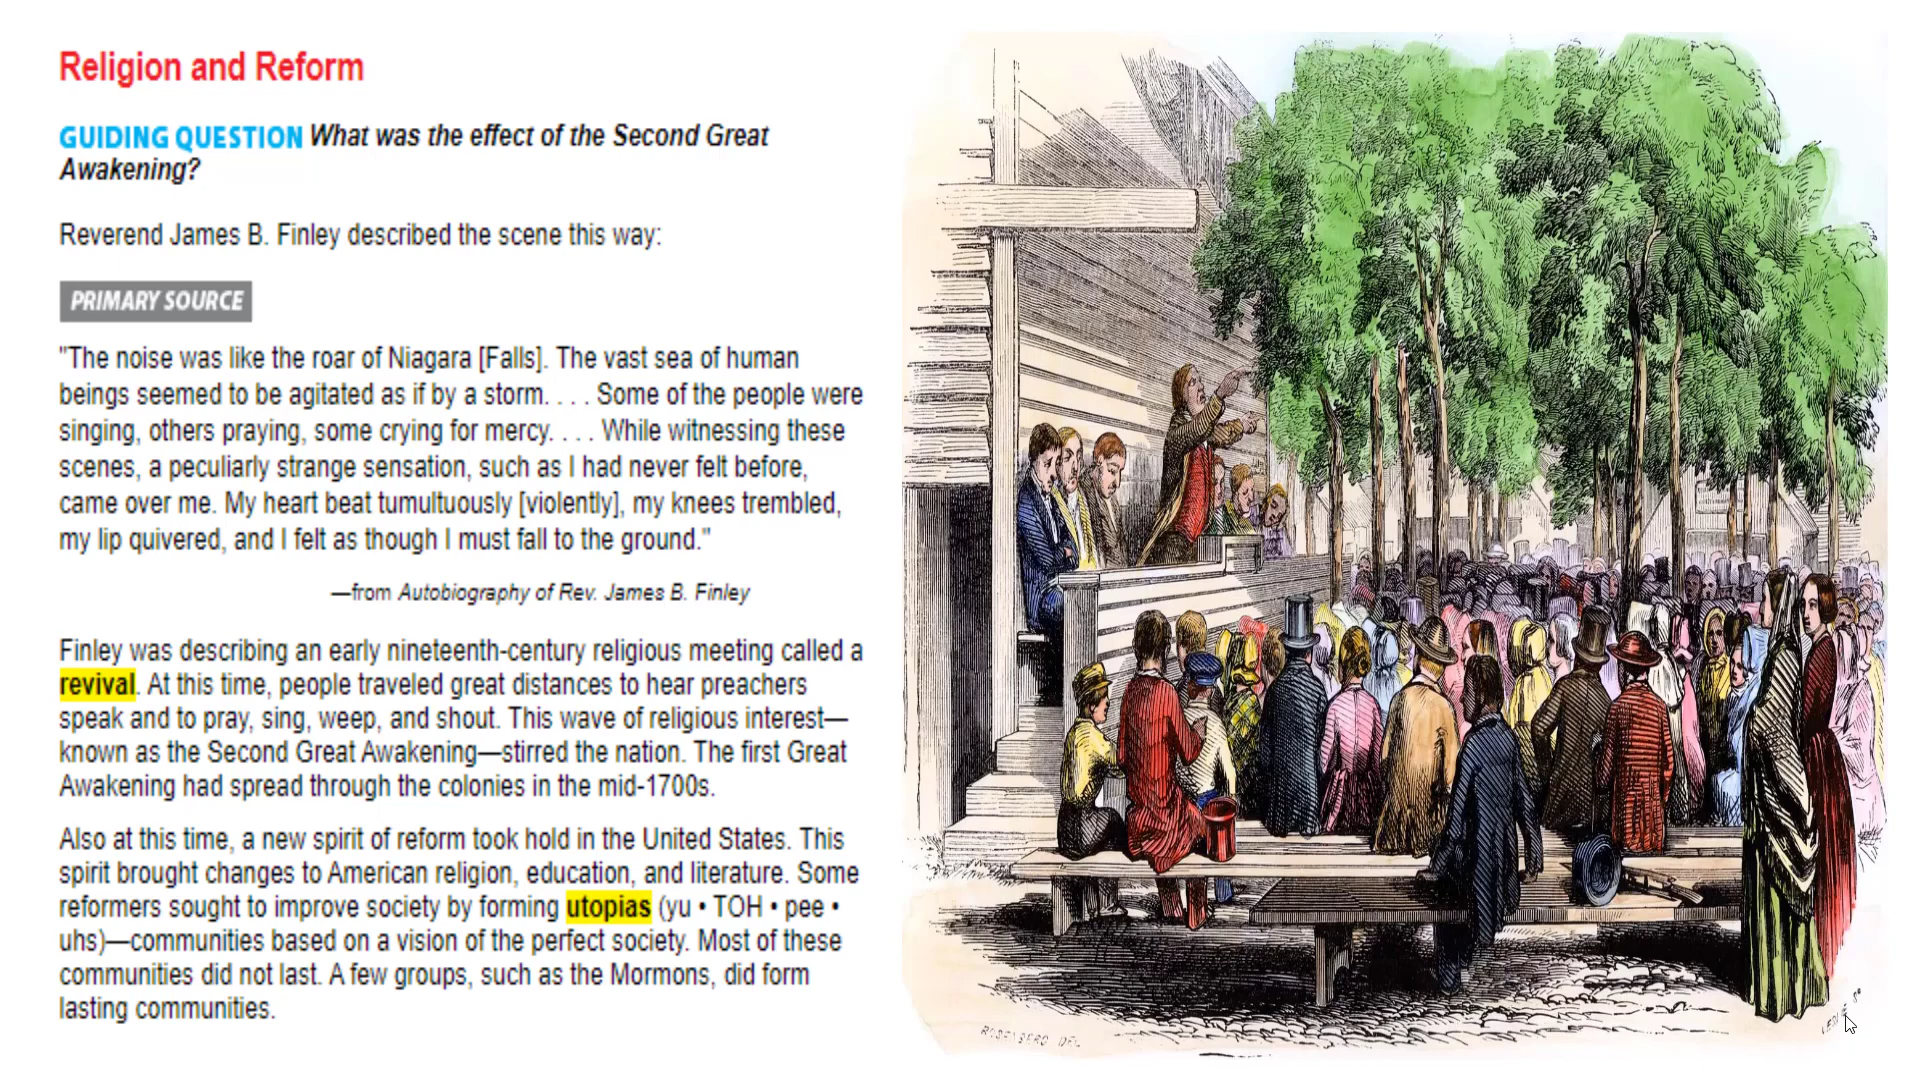 Religion and Reform
GUIDING QUESTION What was the effect of the Second Great
Awakening?
Reverend James B. Finley described the scene this way:
PRIMARY SOURCE
"The noise was like the roar of Niagara [Falls]. The vast sea of human
beings seemed to be agitated as if by a storm. . . . Some of the people were
singing, others praying, some crying for mercy. . . . While witnessing these
scenes, a peculiarly strange sensation, such as I had never felt before,
came over me. My heart beat tumultuously [violently], my knees trembled,
my lip quivered, and I felt as though I must fall to the ground."
—from Autobiography of Rev. James B. Finley
Finley was describing an early nineteenth-century religious meeting called a
revival. At this time, people traveled great distances to hear preachers
speak and to pray, sing, weep, and shout. This wave of religious interest—
known as the Second Great Awakening—stirred the nation. The first Great
Awakening had spread through the colonies in the mid-1700s.
Also at this time, a new spirit of reform took hold in the United States. This
spirit brought changes to American religion, education, and literature. Some
reformers sought to improve society by forming utopias (yu • TOH • pee •
uhs)—communities based on a vision of the perfect society. Most of these
communities did not last. A few groups, such as the Mormons, did form
lasting communities.